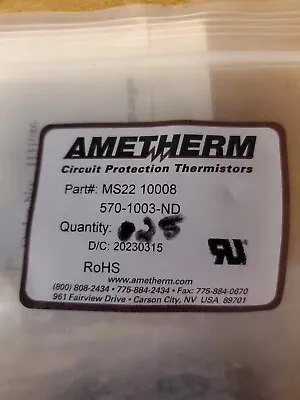 AMETHERM
Circuit Protection Thermistors
Part#: MS22 10008
570-1003-ND
Quantity: 025
D/C: 20230315
RoHS
www.ametherm.com
(800) 808-2434 • 775-884-2434 • Fax: 775-884-0670
961 Fairview Drive • Carson City, NV USA 89701